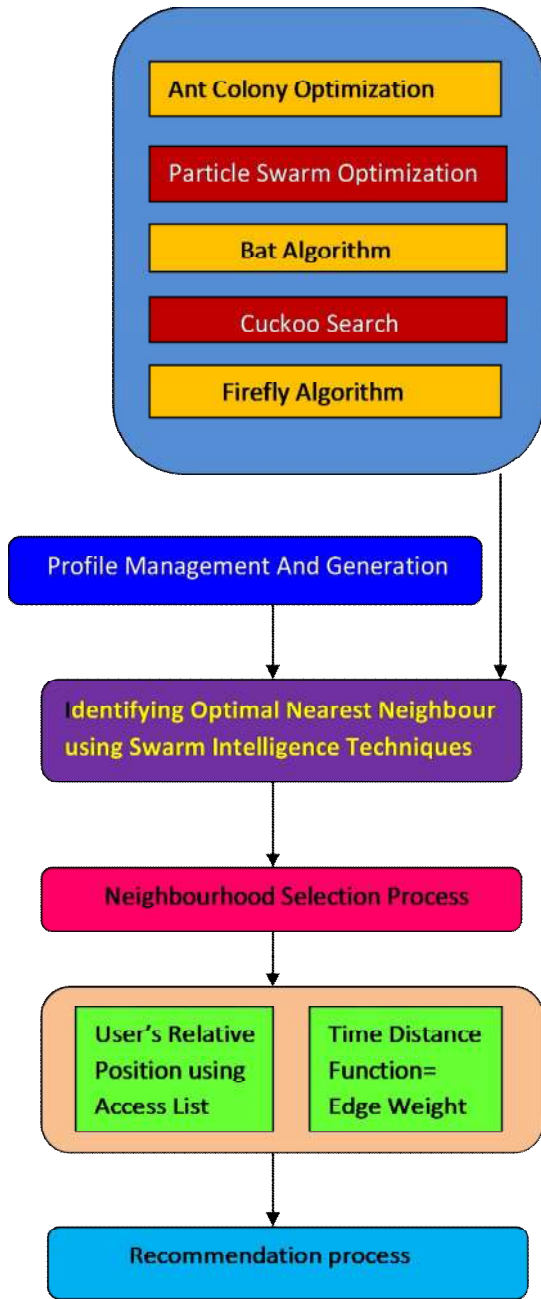 Ant Colony Optimization
Particle Swarm Optimization
Bat Algorithm
Cuckoo Search
Firefly Algorithm
Profile Management And Generation
Identifying Optimal Nearest Neighbour
using Swarm Intelligence Techniques
Neighbourhood Selection Process
User's Relative
Position using
Access List
Time Distance
Function=
Edge Weight
Recommendation process